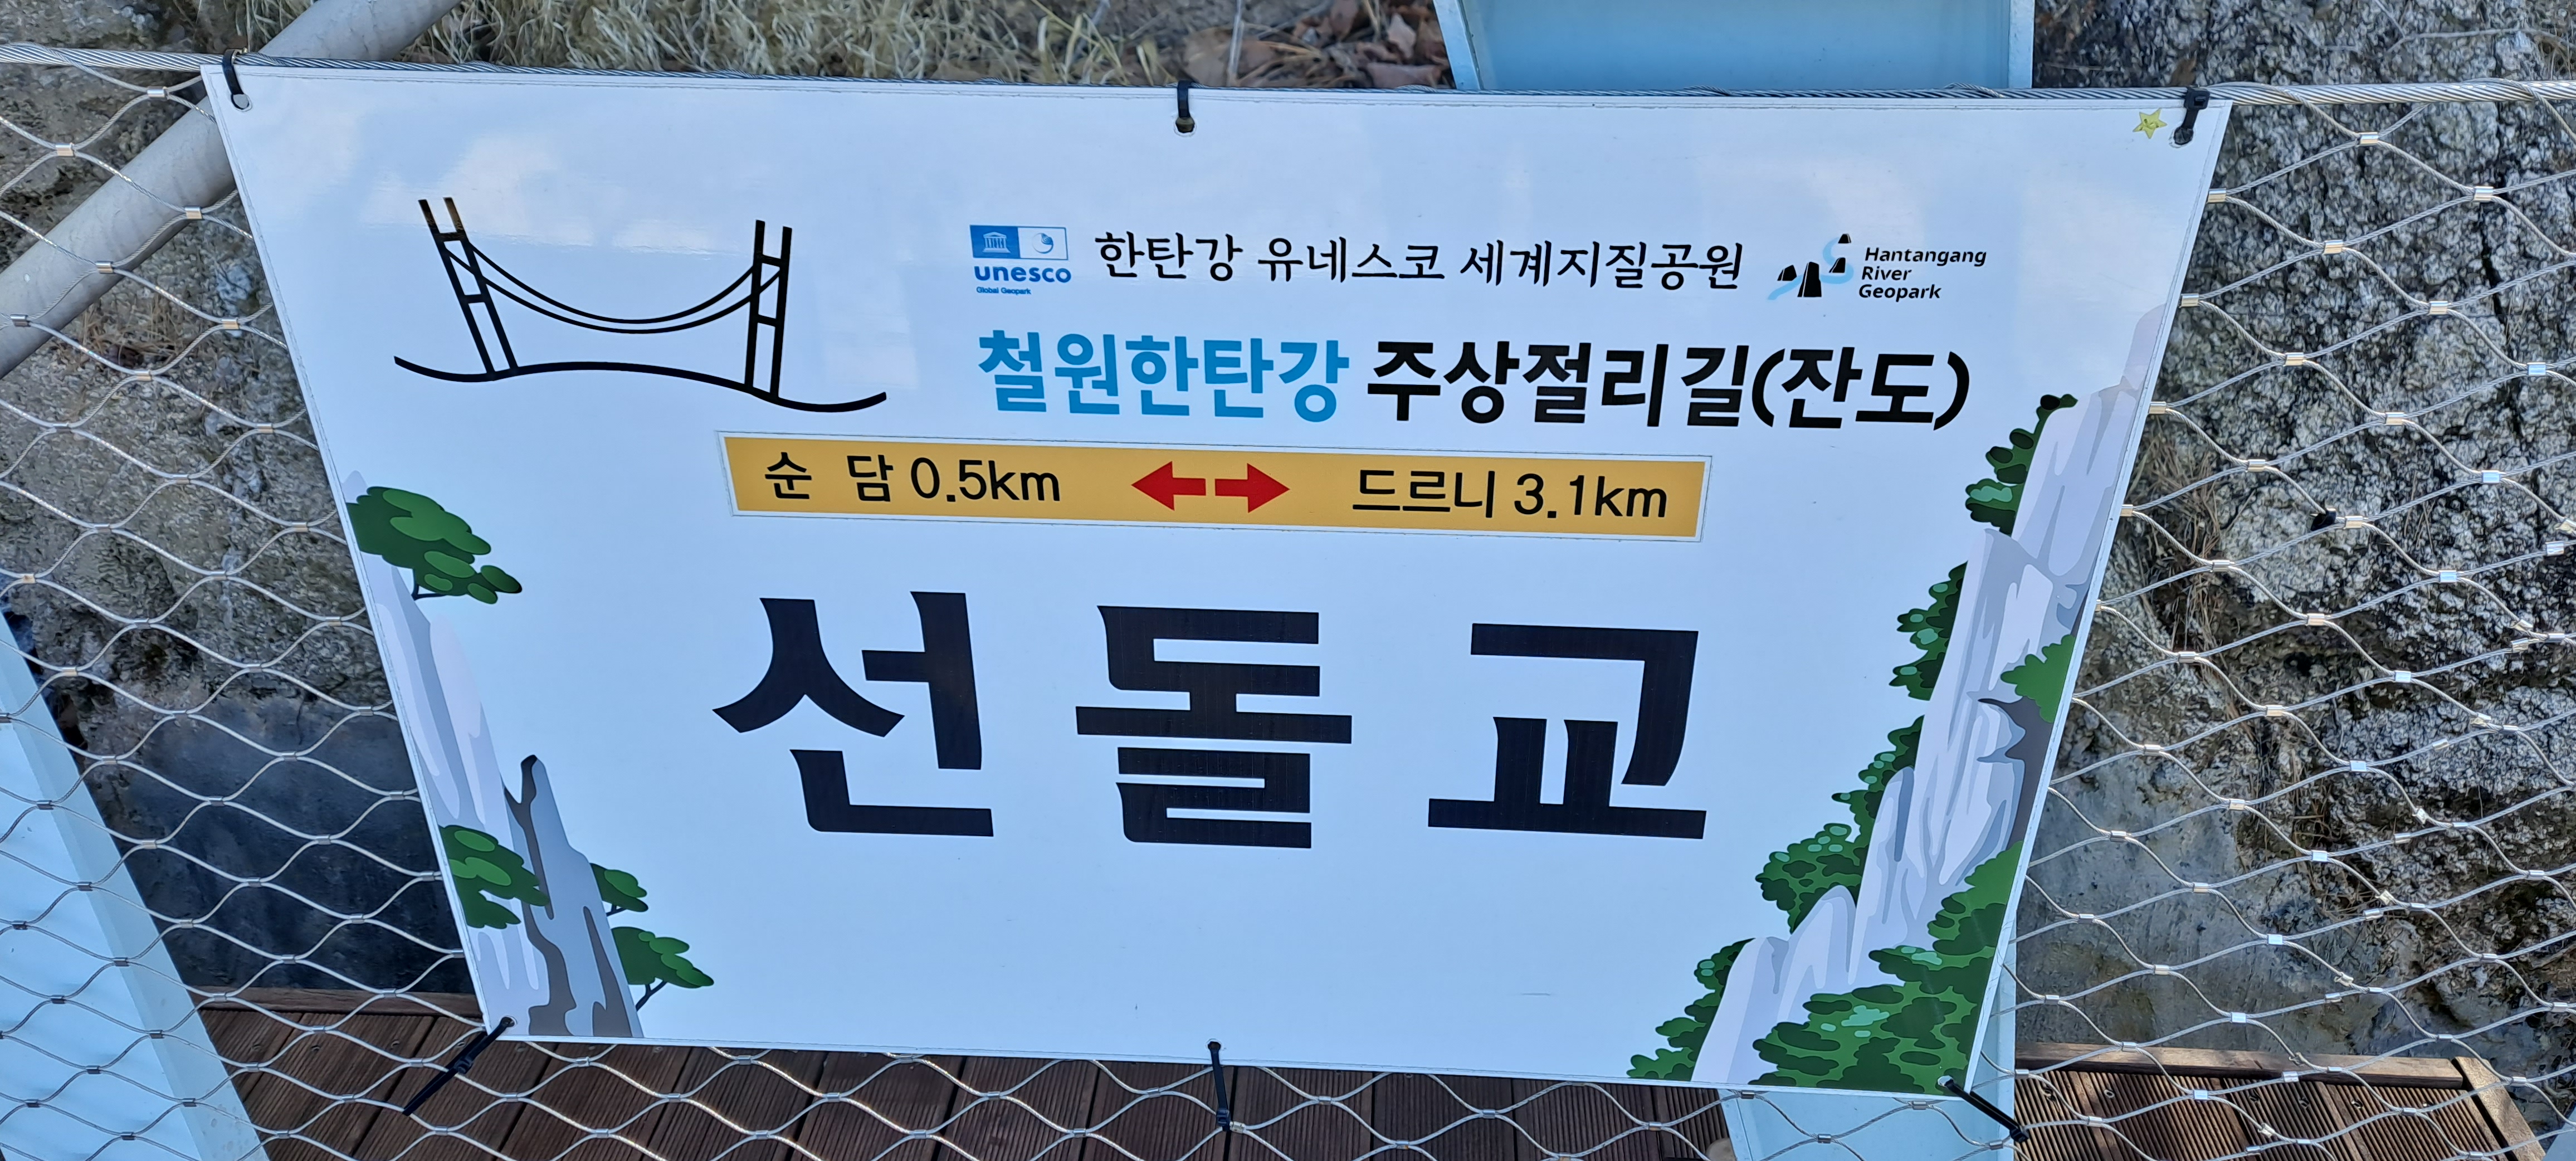 unesco
Global Geopark
한탄강 유네스코 세계지질공원
Hantangang
River
Geopark
철원한탄강 주상절리길(잔도)
순 담 0.5km 드르니 3.1km
선돌교